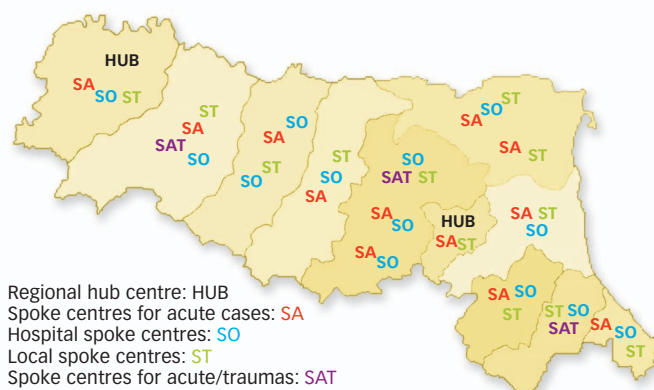 HUB
SA
SO ST
ST
SA
SAT
SO
SO
SA
ST
SO
ST
SO
SA
SO
SAT ST
SA
SO
SA
SO
ST
SO
SA
SA
ST
HUB
SA ST
SA ST
SO
SA SO
ST
ST SO
SAT
SA
SO
ST
Regional hub centre: HUB
Spoke centres for acute cases: SA
Hospital spoke centres: SO
Local spoke centres: ST
Spoke centres for acute/traumas: SAT